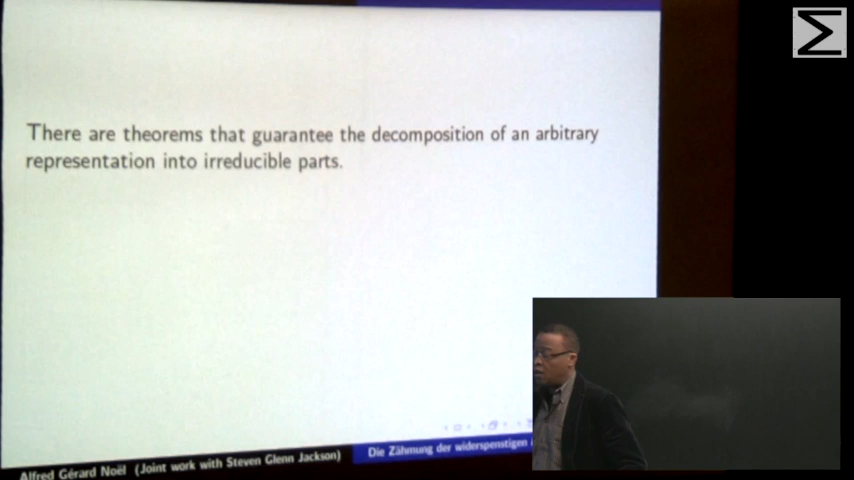 Σ
There are theorems that guarantee the decomposition of an arbitrary
representation into irreducible parts.
Alfred Gérard Noël (Joint work with Steven Glenn Jackson)
Die Zähmung der widerspenstigen